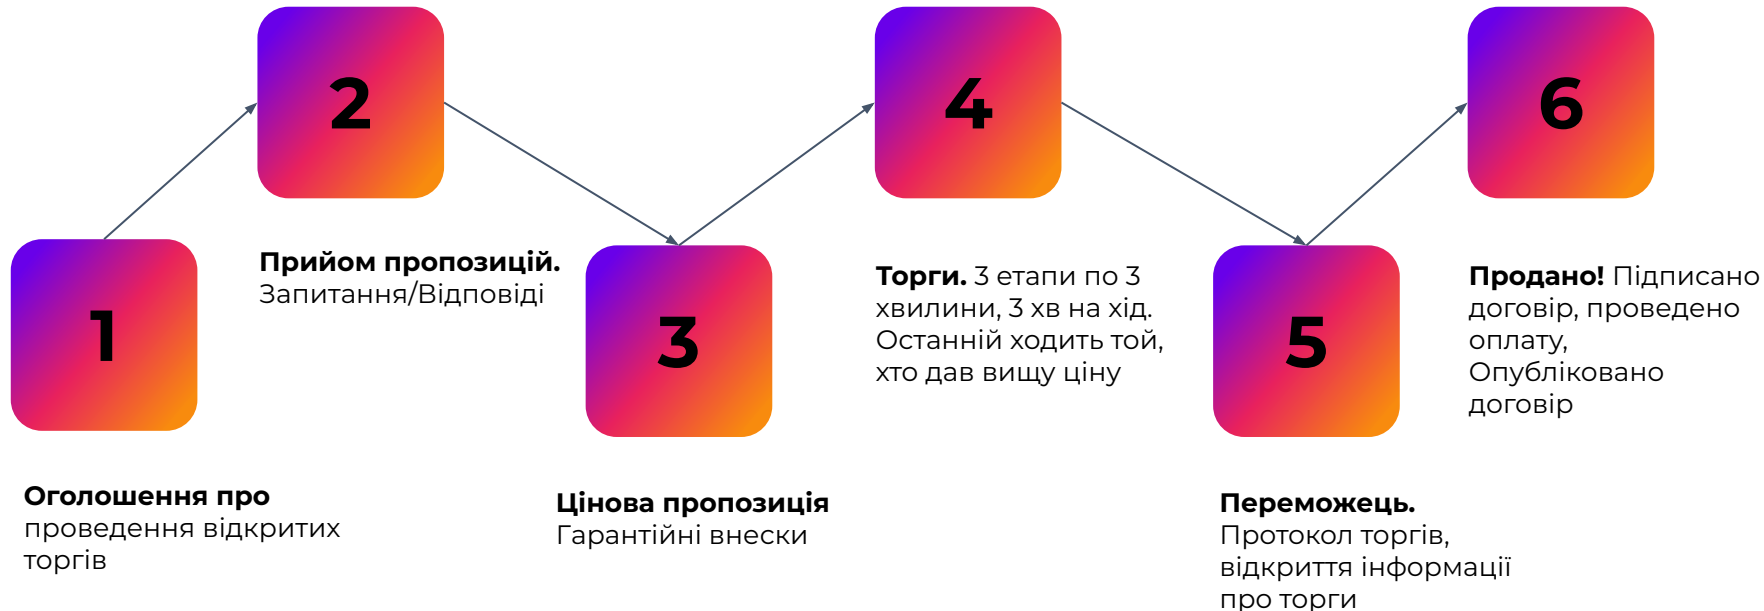 1
Оголошення про
проведення відкритих
торгів
2
Прийом пропозицій.
Запитання/Відповіді
3
Цінова пропозиція
Гарантійні внески
4
Торги. 3 етапи по 3
хвилини, 3 хв на хід.
Останній ходить той,
хто дав вищу ціну
5
Переможець.
Протокол торгів,
відкриття інформації
про торги
6
Продано! Підписано
договір, проведено
оплату,
Опубліковано
договір